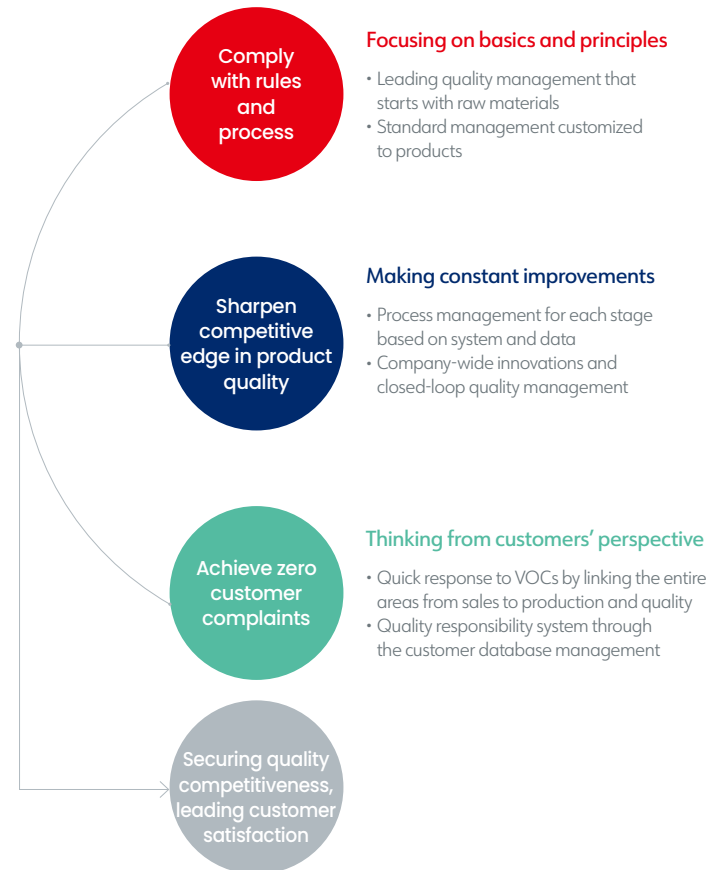 Comply
with rules
and
process
Focusing on basics and principles
• Leading quality management that
starts with raw materials
• Standard management customized
to products
Sharpen
competitive
edge in product
quality
Making constant improvements
• Process management for each stage
based on system and data
• Company-wide innovations and
closed-loop quality management
Achieve zero
customer
complaints
Thinking from customers’ perspective
• Quick response to VOCs by linking the entire
areas from sales to production and quality
• Quality responsibility system through
the customer database management
Securing quality
competitiveness,
leading customer
satisfaction